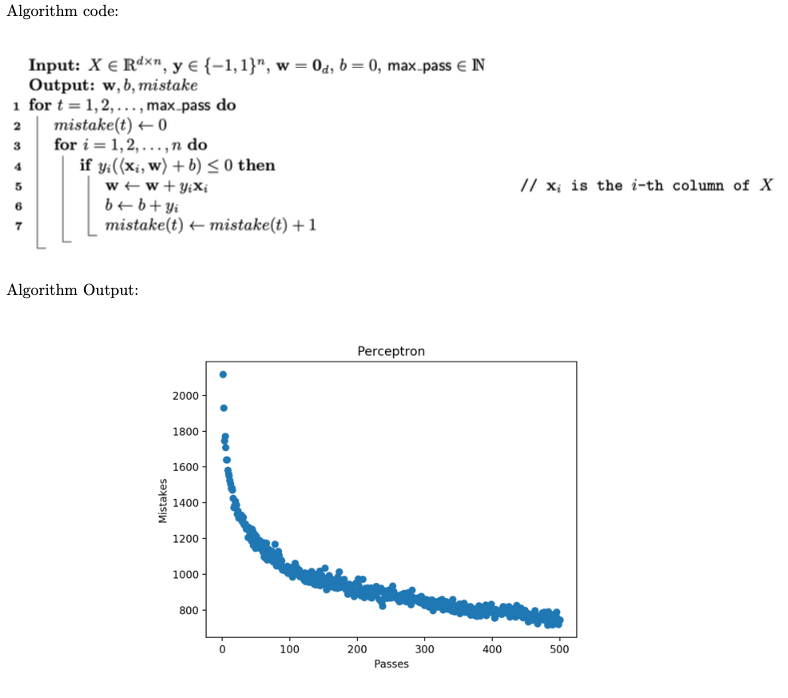 Algorithm code:
Input: X ∈ ℝ^{d×n}, y ∈ {−1, 1}^n, w = 0_d, b = 0, max_pass ∈ ℕ
Output: w, b, mistake
1 for t = 1, 2, . . . , max_pass do
2 mistake(t) ← 0
3 for i = 1, 2, . . . , n do
4 if y_i(⟨x_i, w⟩ + b) ≤ 0 then
5 w ← w + y_i x_i // x_i is the i-th column of X
6 b ← b + y_i
7 mistake(t) ← mistake(t) + 1
Algorithm Output:
Perceptron
2000
1800
1600
1400
1200
1000
800
Mistakes
0 100 200 300 400 500
Passes